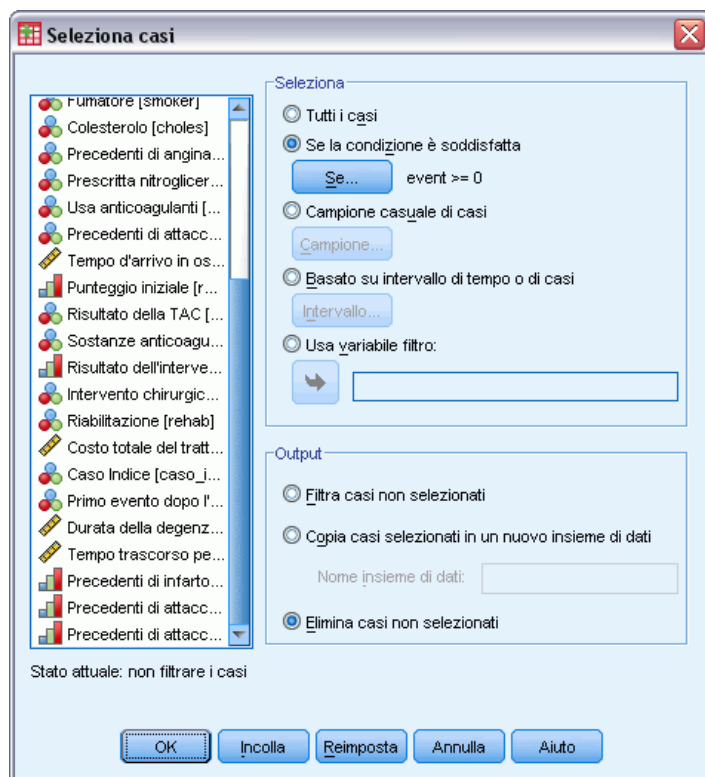 Seleziona casi
Fumatore [smoker]
Colesterolo [choles]
Precedenti di angina...
Prescritta nitroglicer...
Usa anticoagulanti [...
Precedenti di attacc...
Tempo d'arrivo in os...
Punteggio iniziale [r...
Risultato della TAC [...
Sostanze anticoagu...
Risultato dell'interve...
Intervento chirurgic...
Riabilitazione [rehab]
Costo totale del tratt...
Caso Indice [caso_i...
Primo evento dopo l'...
Durata della degenz...
Tempo trascorso pe...
Precedenti di infarto...
Precedenti di attacc...
Precedenti di attacc...
Stato attuale: non filtrare i casi
Seleziona
Tutti i casi
Se la condizione è soddisfatta
Se... event >= 0
Campione casuale di casi
Campione...
Basato su intervallo di tempo o di casi
Intervallo...
Usa variabile filtro:
Output
Filtra casi non selezionati
Copia casi selezionati in un nuovo insieme di dati
Nome insieme di dati:
Elimina casi non selezionati
OK Incolla Reimposta Annulla Aiuto